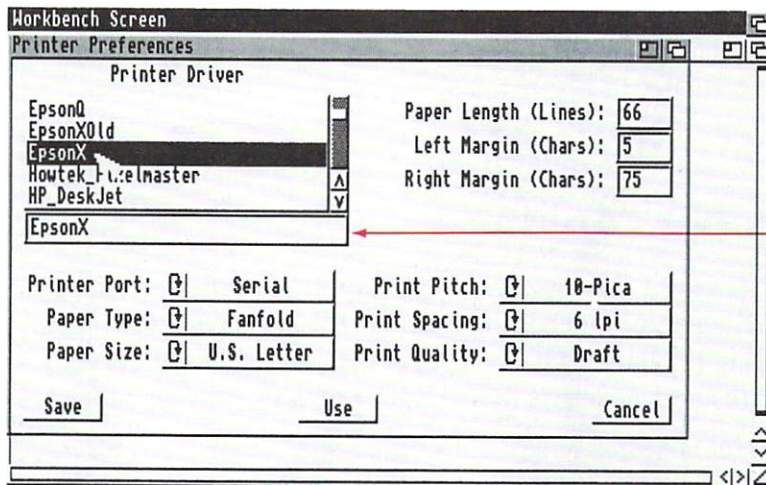 Workbench Screen
Printer Preferences
Printer Driver
EpsonQ
EpsonXOld
EpsonX
Howtek_Pixelmaster
HP_DeskJet
EpsonX
Paper Length (Lines): 66
Left Margin (Chars): 5
Right Margin (Chars): 75
Printer Port: Serial
Paper Type: Fanfold
Paper Size: U.S. Letter
Print Pitch: 10-Pica
Print Spacing: 6 lpi
Print Quality: Draft
Save
Use
Cancel